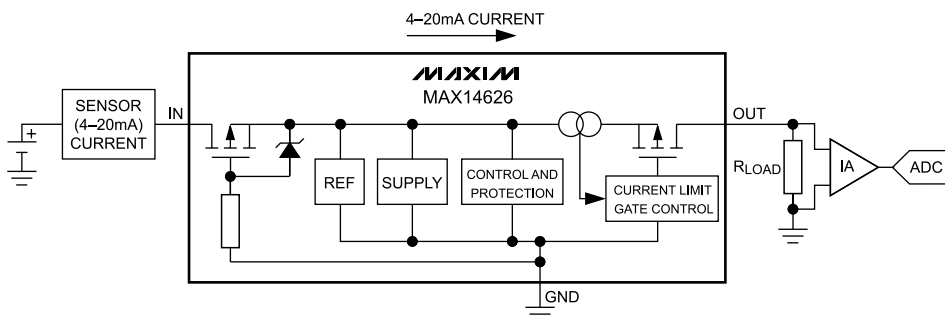 4–20mA CURRENT
MAXIM
MAX14626
SENSOR
(4–20mA)
CURRENT
IN
OUT
+
REF
SUPPLY
CONTROL AND
PROTECTION
CURRENT LIMIT
GATE CONTROL
RLOAD
IA
ADC
GND